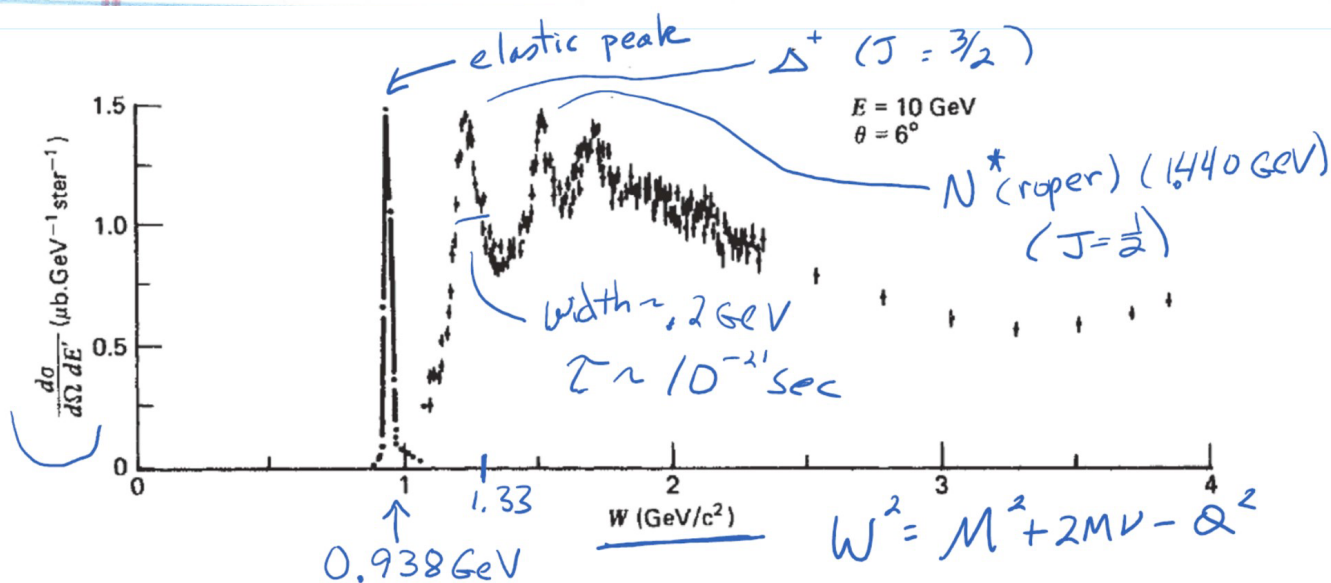 elastic peak
Δ⁺ (J = 3/2)
1.5
E = 10 GeV
θ = 6°
N* (roper) (1.440 GeV)
(J = 1/2)
1.0
width ~ .2 GeV
τ ~ 10⁻²¹ sec
0.5
dσ/dΩ dE' (μb.GeV⁻¹ ster⁻¹)
0
0 1 2 3 4
1.33
W (GeV/c²)
W² = M² + 2Mν - Q²
0.938 GeV